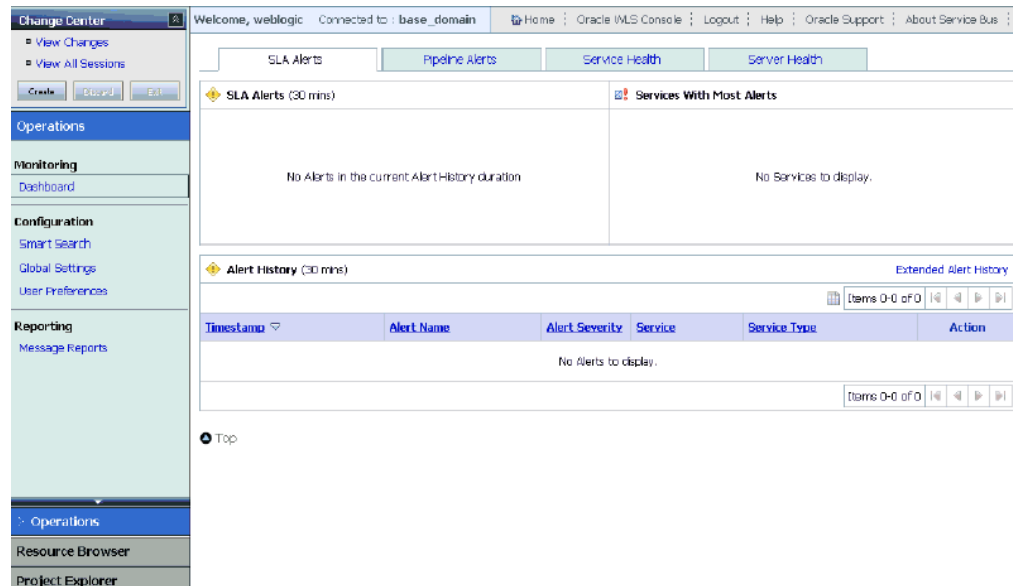 Change Center
View Changes
View All Sessions
Create Discard Exit
Welcome, weblogic Connected to : base_domain Home Oracle WLS Console Logout Help Oracle Support About Service Bus
SLA Alerts Pipeline Alerts Service Health Server Health
SLA Alerts (30 mins) Services With Most Alerts
No Alerts in the current Alert History duration No Services to display.
Operations
Monitoring
Dashboard
Configuration
Smart Search
Global Settings
User Preferences
Reporting
Message Reports
Alert History (30 mins) Extended Alert History
Items 0-0 of 0
Timestamp Alert Name Alert Severity Service Service Type Action
No Alerts to display.
Items 0-0 of 0
Top
Operations
Resource Browser
Project Explorer